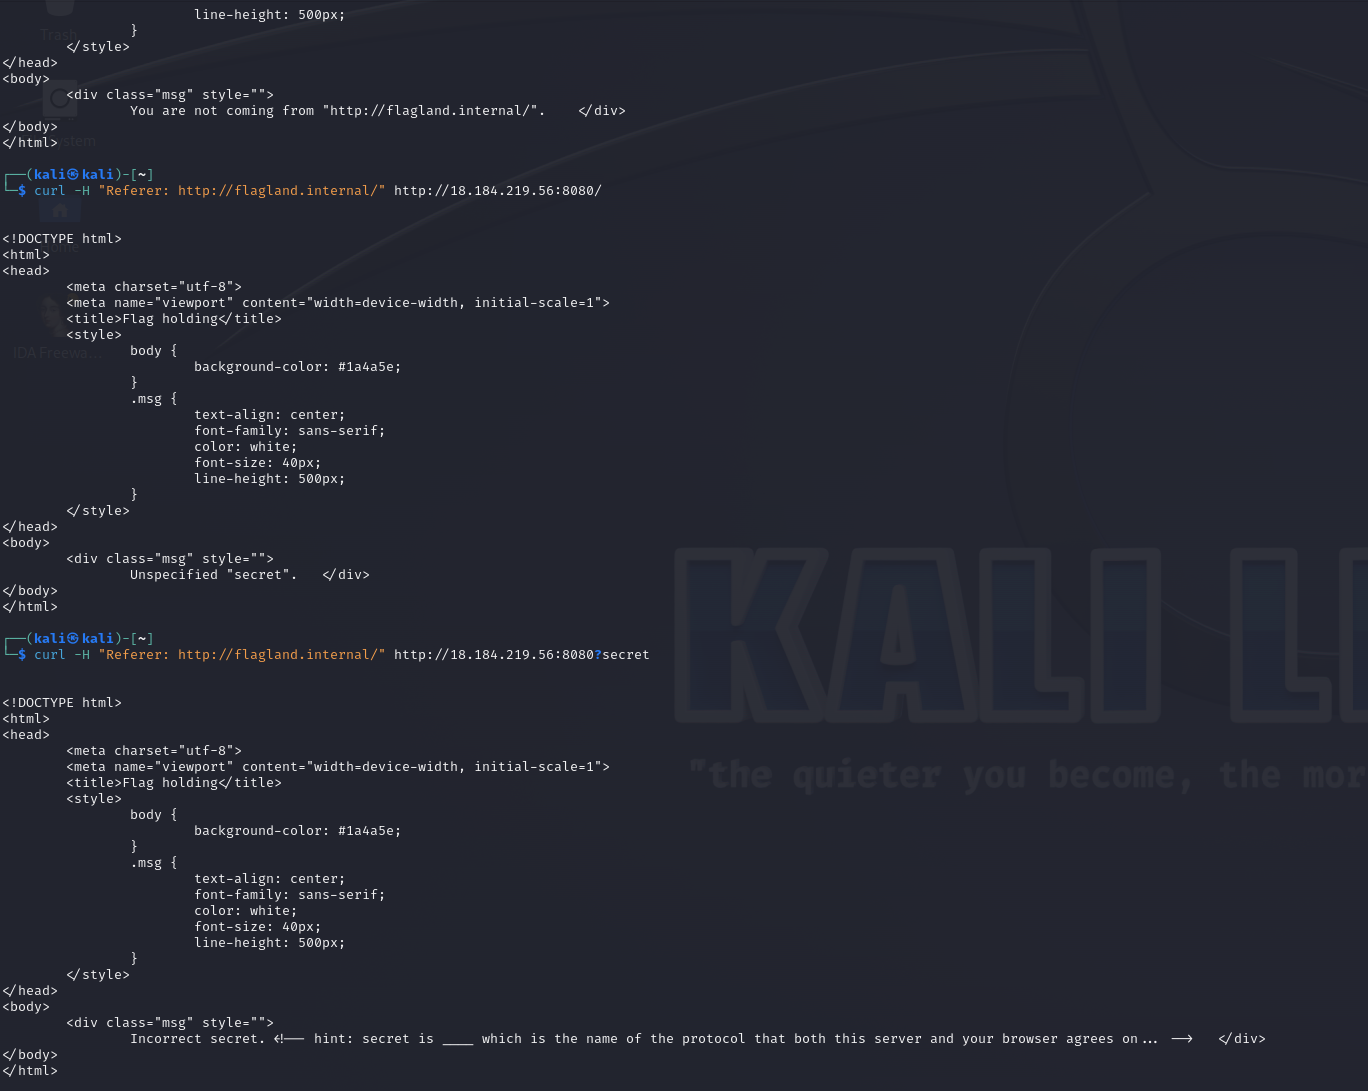 line-height: 500px;
}
Trash
</style>
</head>
<body>
<div class="msg" style="">
You are not coming from "http://flagland.internal/". </div>
</body>
</html>
┌──(kali㉿kali)-[~]
└─$ curl -H "Referer: http://flagland.internal/" http://18.184.219.56:8080/
<!DOCTYPE html>
<html>
<head>
<meta charset="utf-8">
<meta name="viewport" content="width=device-width, initial-scale=1">
<title>Flag holding</title>
<style>
body {
IDA Freewa...
background-color: #1a4a5e;
}
.msg {
text-align: center;
font-family: sans-serif;
color: white;
font-size: 40px;
line-height: 500px;
}
</style>
</head>
<body>
<div class="msg" style="">
Unspecified "secret". </div>
</body>
</html>
┌──(kali㉿kali)-[~]
└─$ curl -H "Referer: http://flagland.internal/" http://18.184.219.56:8080?secret
KALI
<!DOCTYPE html>
<html>
<head>
<meta charset="utf-8">
<meta name="viewport" content="width=device-width, initial-scale=1">
"the quieter you become, the mor
<title>Flag holding</title>
<style>
body {
background-color: #1a4a5e;
}
.msg {
text-align: center;
font-family: sans-serif;
color: white;
font-size: 40px;
line-height: 500px;
}
</style>
</head>
<body>
<div class="msg" style="">
Incorrect secret. <!-- hint: secret is ____ which is the name of the protocol that both this server and your browser agrees on... --> </div>
</body>
</html>